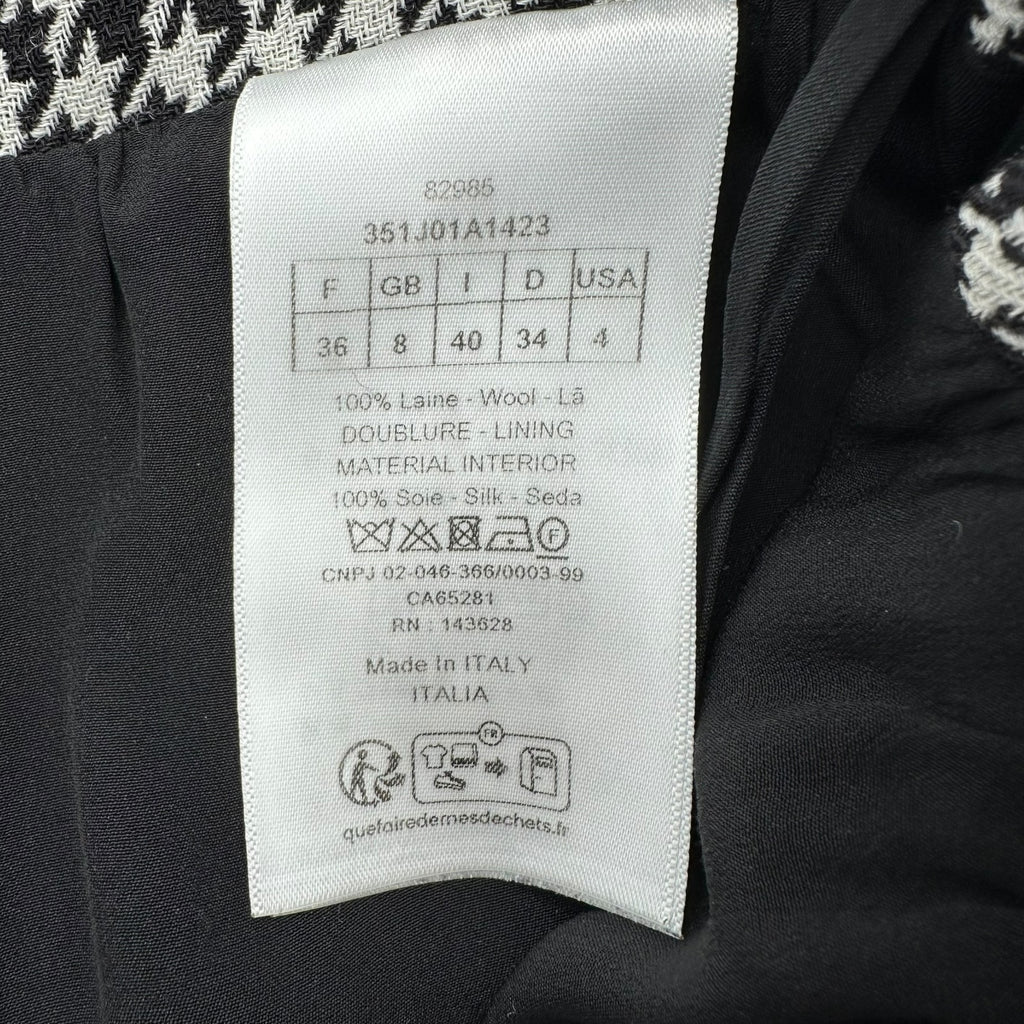 82985
351J01A1423
F GB I D USA
36 8 40 34 4
100% Laine - Wool - Lã
DOUBLURE - LINING
MATERIAL INTERIOR
100% Soie - Silk - Seda
F
CNPJ 02-046-366/0003-99
CA65281
RN : 143628
Made In ITALY
ITALIA
FR
quefairedemesdechets.fr